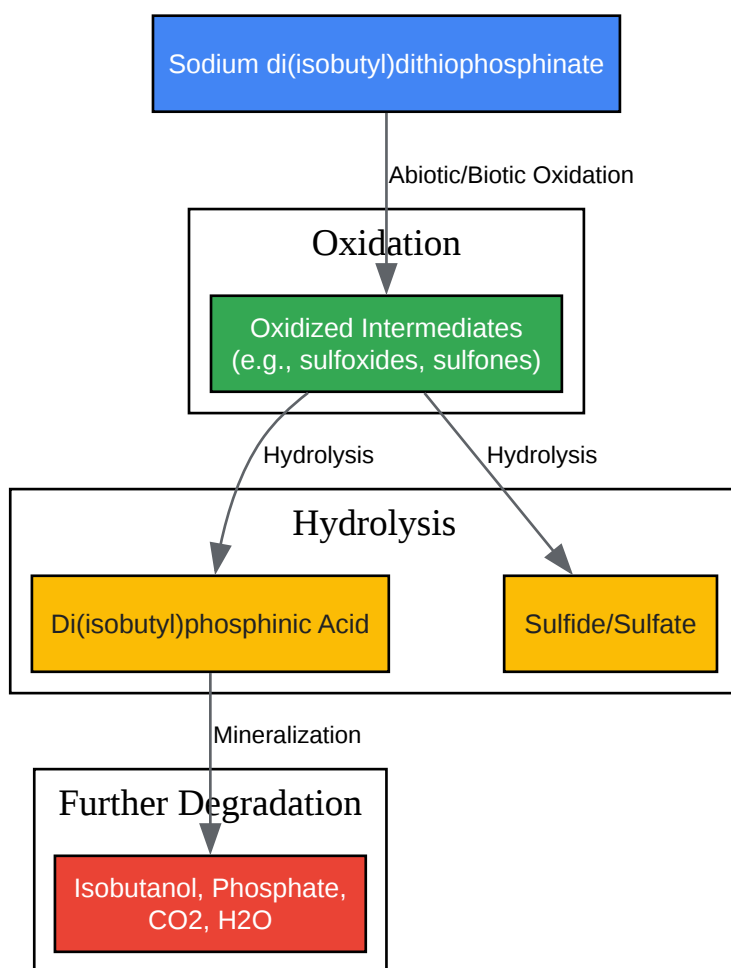 Sodium di(isobutyl)dithiophosphinate
Abiotic/Biotic Oxidation
Oxidation
Oxidized Intermediates
(e.g., sulfoxides, sulfones)
Hydrolysis
Hydrolysis
Hydrolysis
Di(isobutyl)phosphinic Acid
Sulfide/Sulfate
Mineralization
Further Degradation
Isobutanol, Phosphate,
CO2, H2O